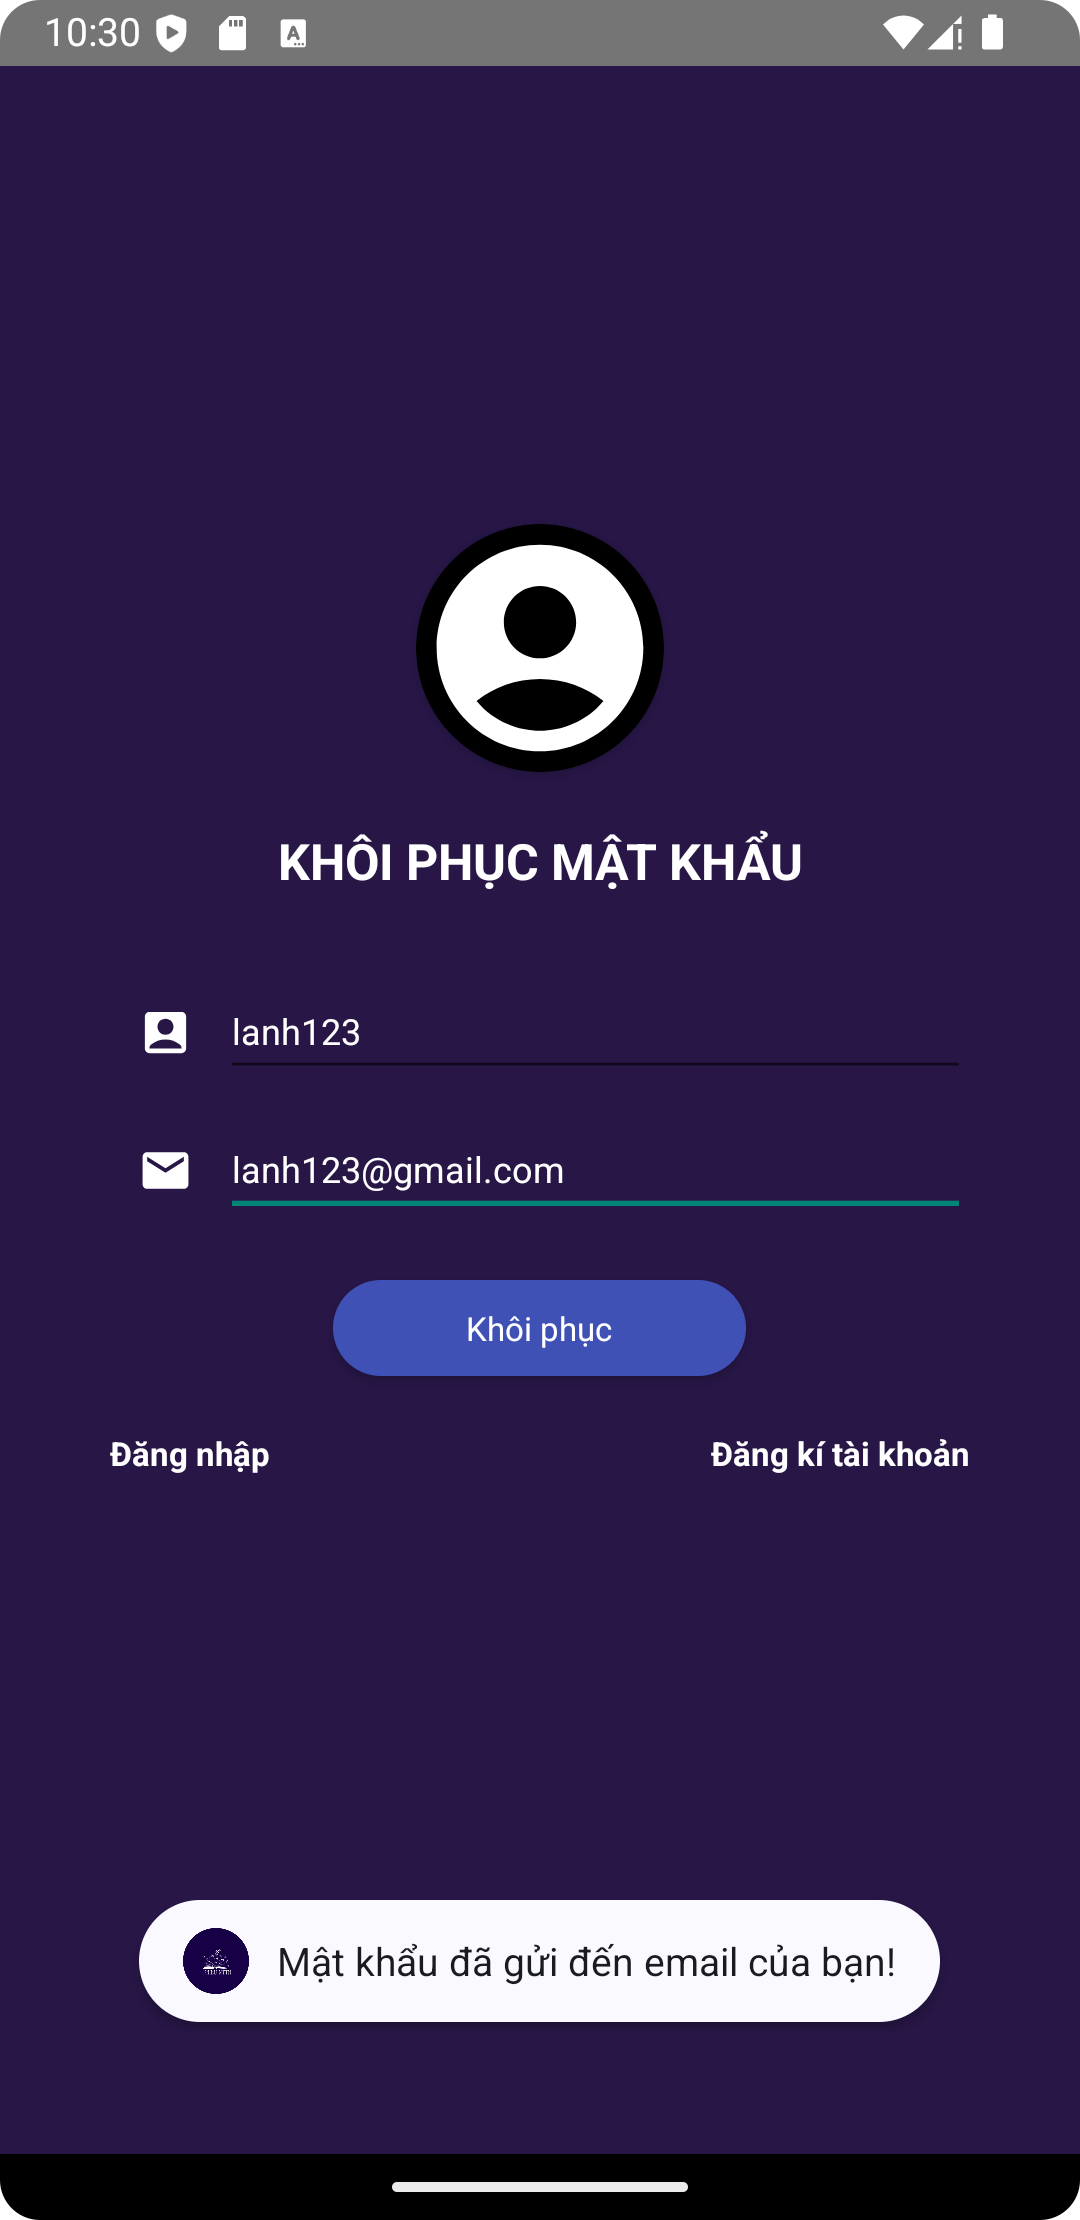 10:30
KHÔI PHỤC MẬT KHẨU
lanh123
lanh123@gmail.com
Khôi phục
Đăng nhập
Đăng kí tài khoản
Mật khẩu đã gửi đến email của bạn!